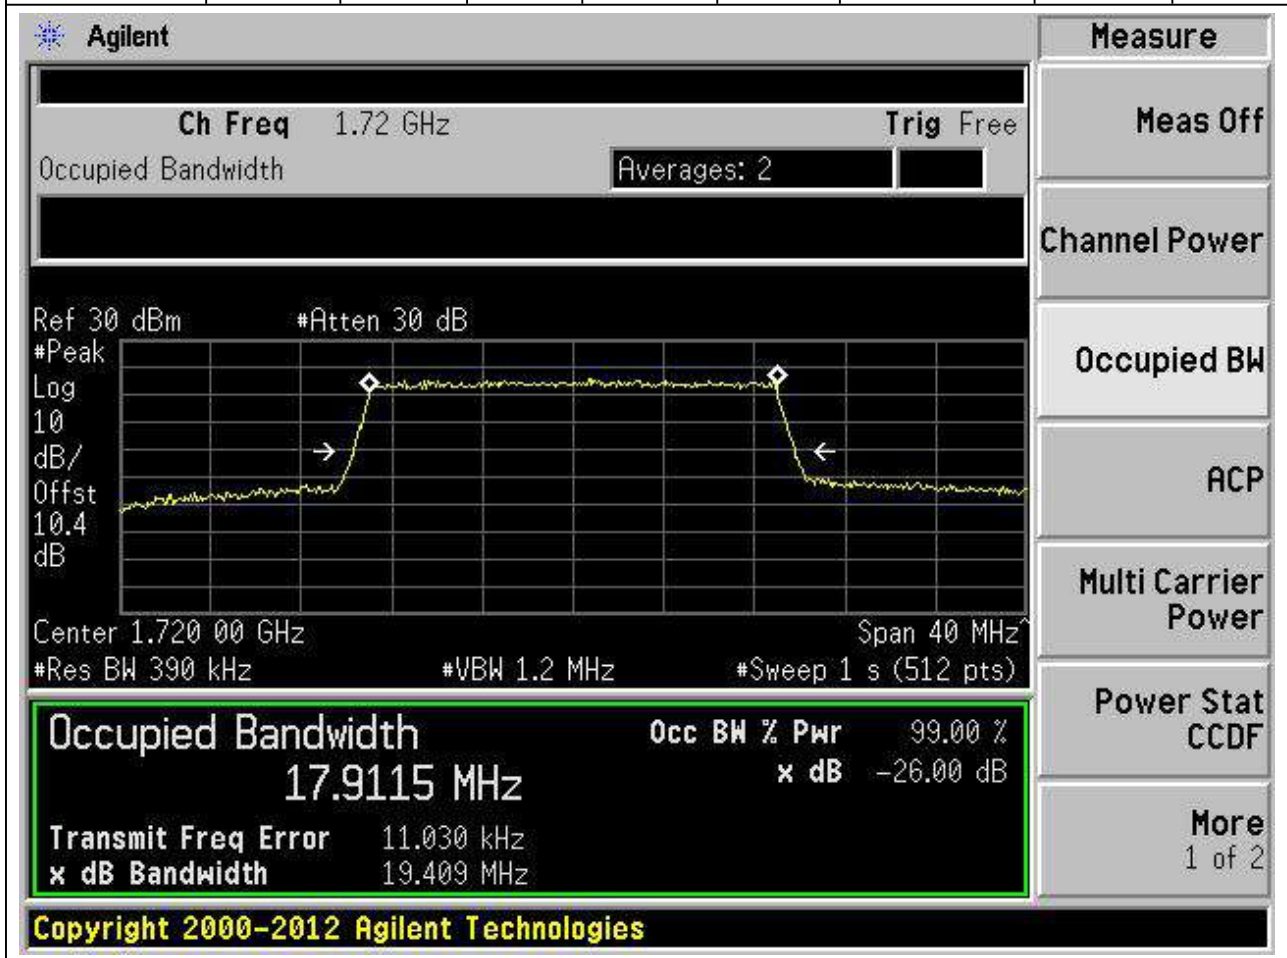 Agilent
Measure
Ch Freq 1.72 GHz Trig Free
Occupied Bandwidth Averages: 2
Meas Off
Channel Power
Occupied BW
ACP
Multi Carrier
Power
Power Stat
CCDF
More
1 of 2
Ref 30 dBm #Atten 30 dB
#Peak
Log
10
dB/
Offst
10.4
dB
Center 1.720 00 GHz Span 40 MHz^
#Res BW 390 kHz #VBW 1.2 MHz #Sweep 1 s (512 pts)
Occupied Bandwidth
17.9115 MHz
Occ BW % Pwr 99.00 %
x dB -26.00 dB
Transmit Freq Error 11.030 kHz
x dB Bandwidth 19.409 MHz
Copyright 2000-2012 Agilent Technologies